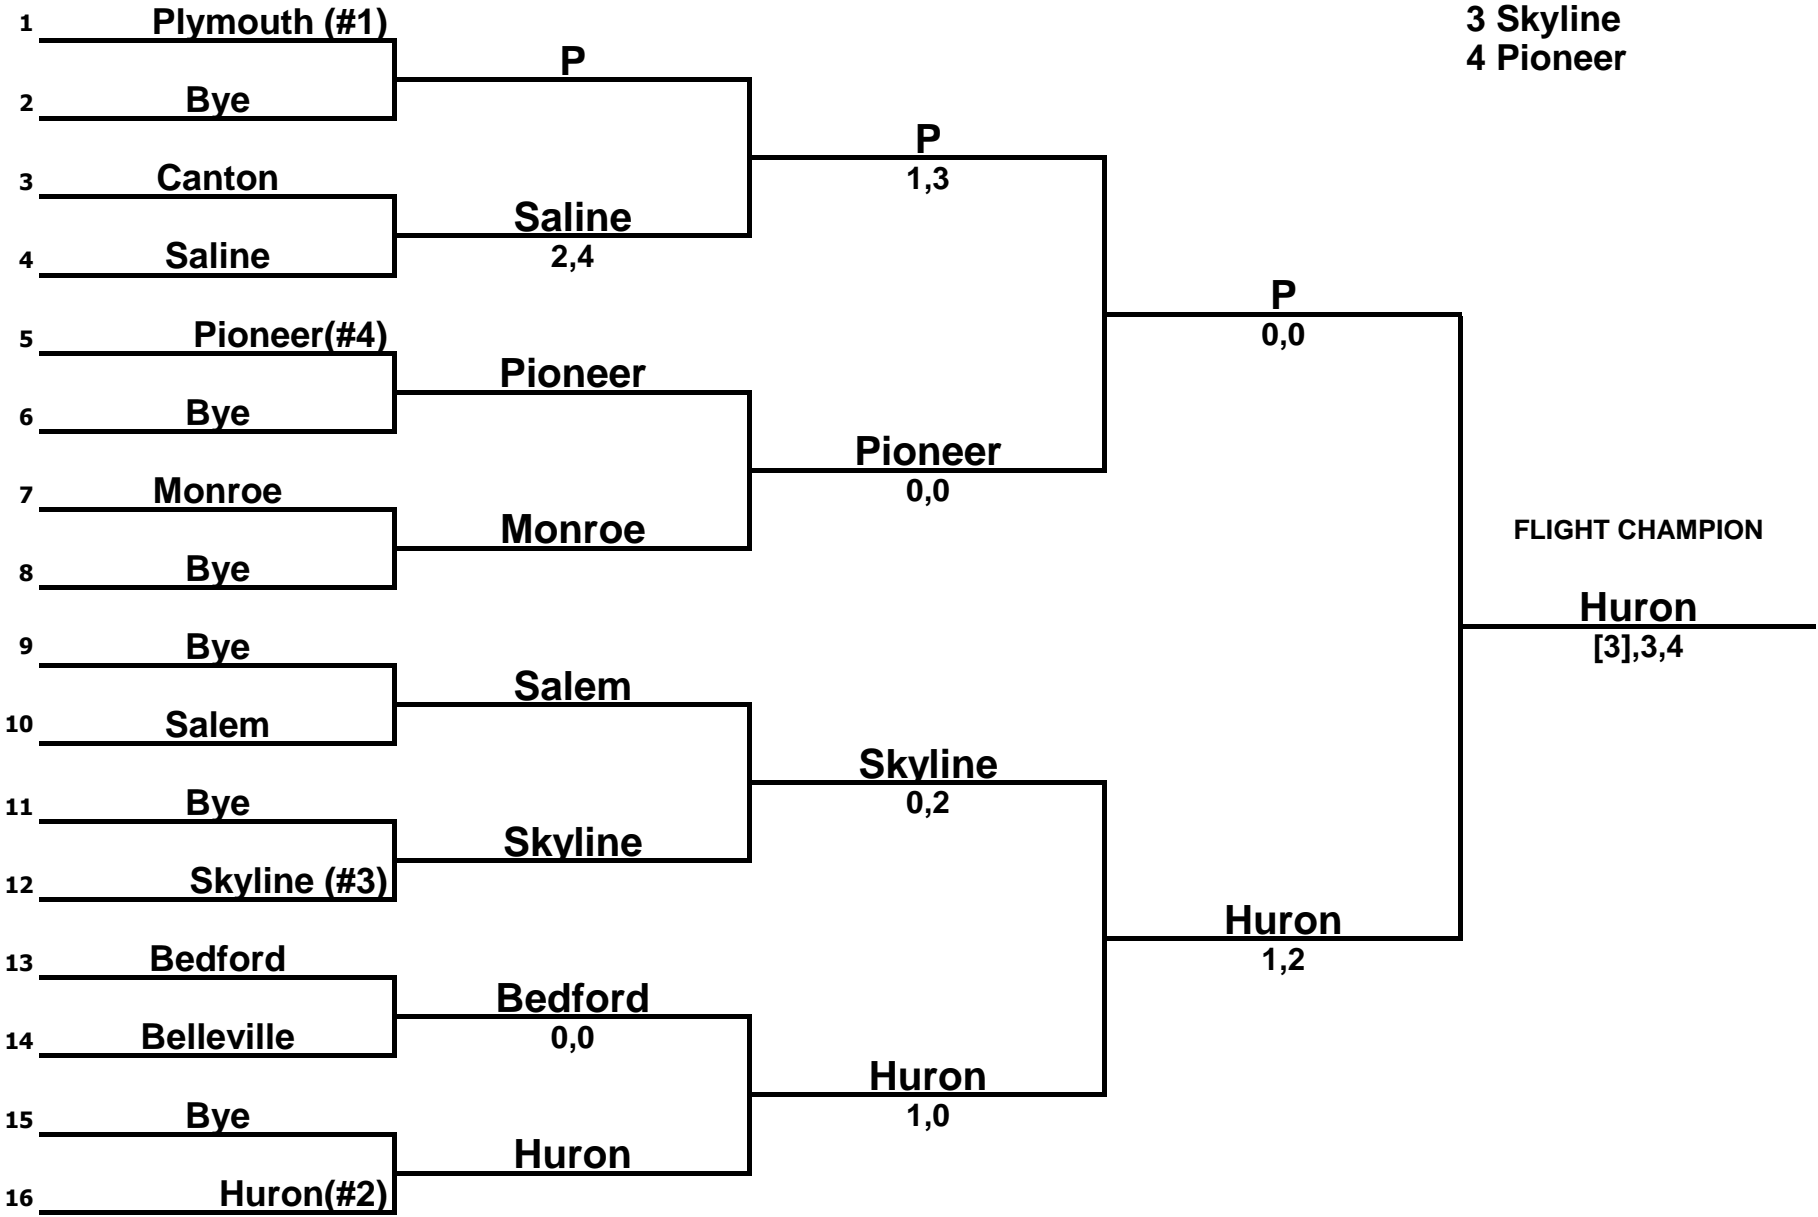 3 Skyline
4 Pioneer
1 Plymouth (#1)
2 Bye
3 Canton
4 Saline
5 Pioneer(#4)
6 Bye
7 Monroe
8 Bye
9 Bye
10 Salem
11 Bye
12 Skyline (#3)
13 Bedford
14 Belleville
15 Bye
16 Huron(#2)
P
Saline
2,4
Pioneer
Monroe
Salem
Skyline
Bedford
0,0
Huron
P
1,3
Pioneer
0,0
Skyline
0,2
Huron
1,0
P
0,0
Huron
1,2
FLIGHT CHAMPION
Huron
[3],3,4